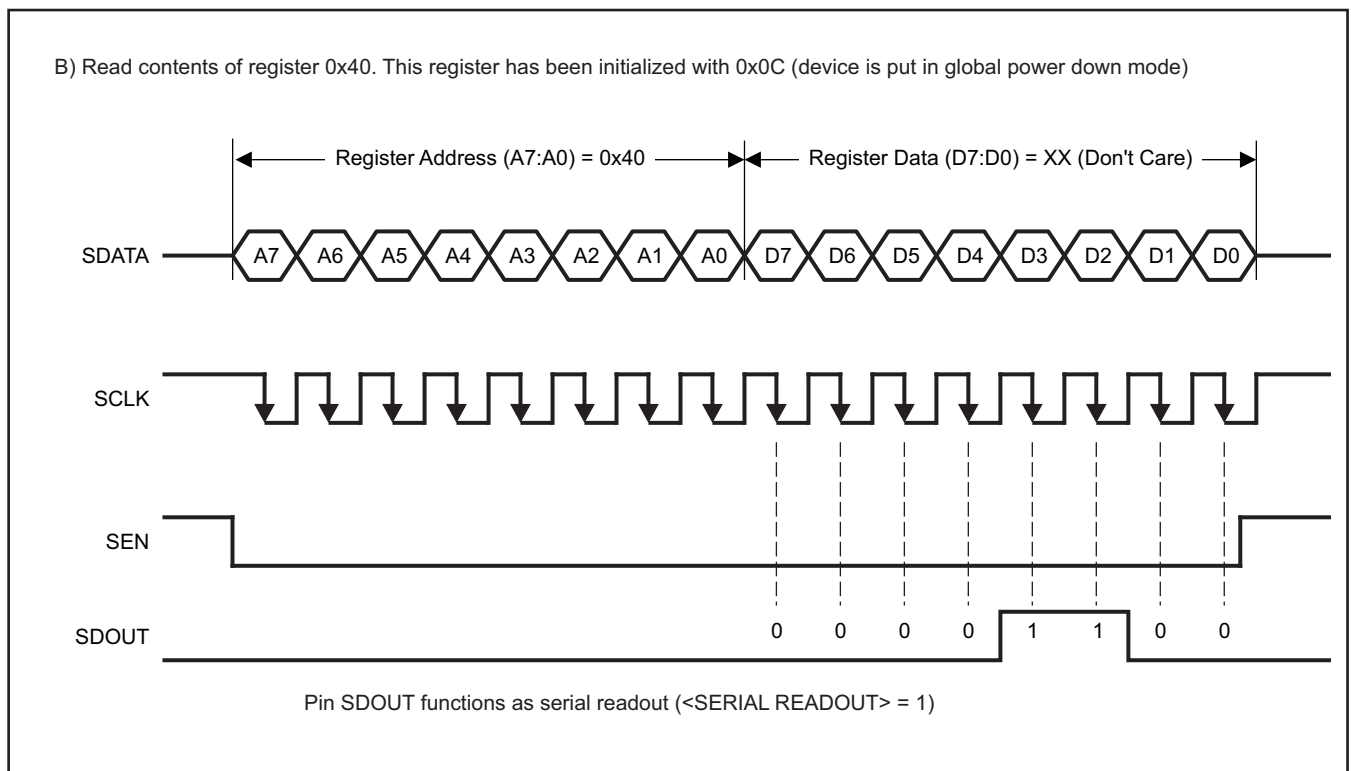 B) Read contents of register 0x40. This register has been initialized with 0x0C (device is put in global power down mode)
Register Address (A7:A0) = 0x40 Register Data (D7:D0) = XX (Don't Care)
SDATA A7 A6 A5 A4 A3 A2 A1 A0 D7 D6 D5 D4 D3 D2 D1 D0
SCLK
SEN
SDOUT 0 0 0 0 1 1 0 0
Pin SDOUT functions as serial readout (<SERIAL READOUT> = 1)